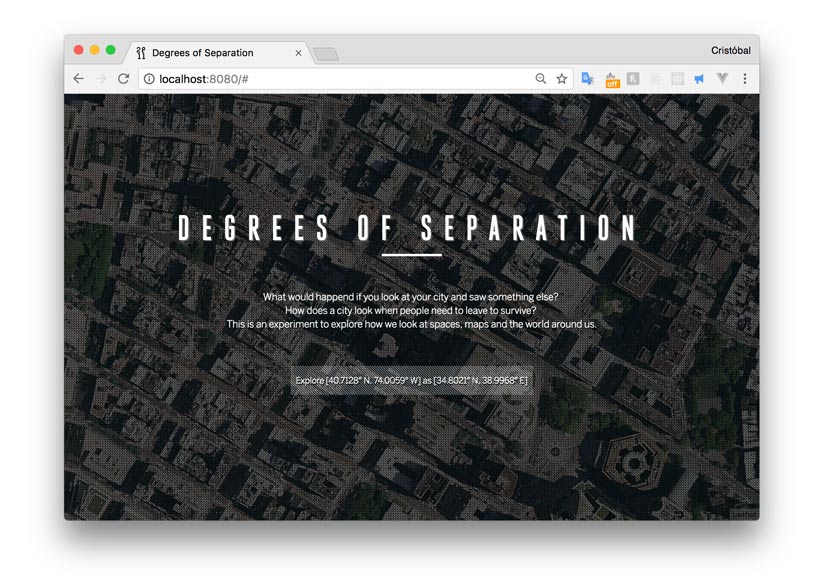 Degrees of Separation
Cristóbal
localhost:8080/#
off
DEGREES OF SEPARATION
What would happend if you look at your city and saw something else?
How does a city look when people need to leave to survive?
This is an experiment to explore how we look at spaces, maps and the world around us.
Explore [40.7128° N, 74.0059° W] as [34.8021° N, 38.9968° E]